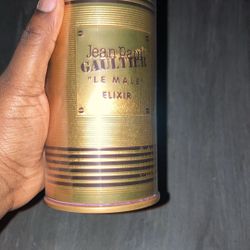 Jean Paul
GAULTIER
"LE MALE"
ELIXIR